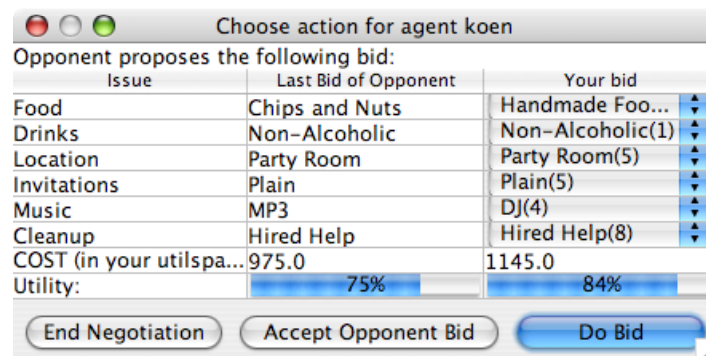 Choose action for agent koen
Opponent proposes the following bid:
Issue Last Bid of Opponent Your bid
Food Chips and Nuts Handmade Foo...
Drinks Non-Alcoholic Non-Alcoholic(1)
Location Party Room Party Room(5)
Invitations Plain Plain(5)
Music MP3 DJ(4)
Cleanup Hired Help Hired Help(8)
COST (in your utilspa... 975.0 1145.0
Utility: 75% 84%
End Negotiation Accept Opponent Bid Do Bid